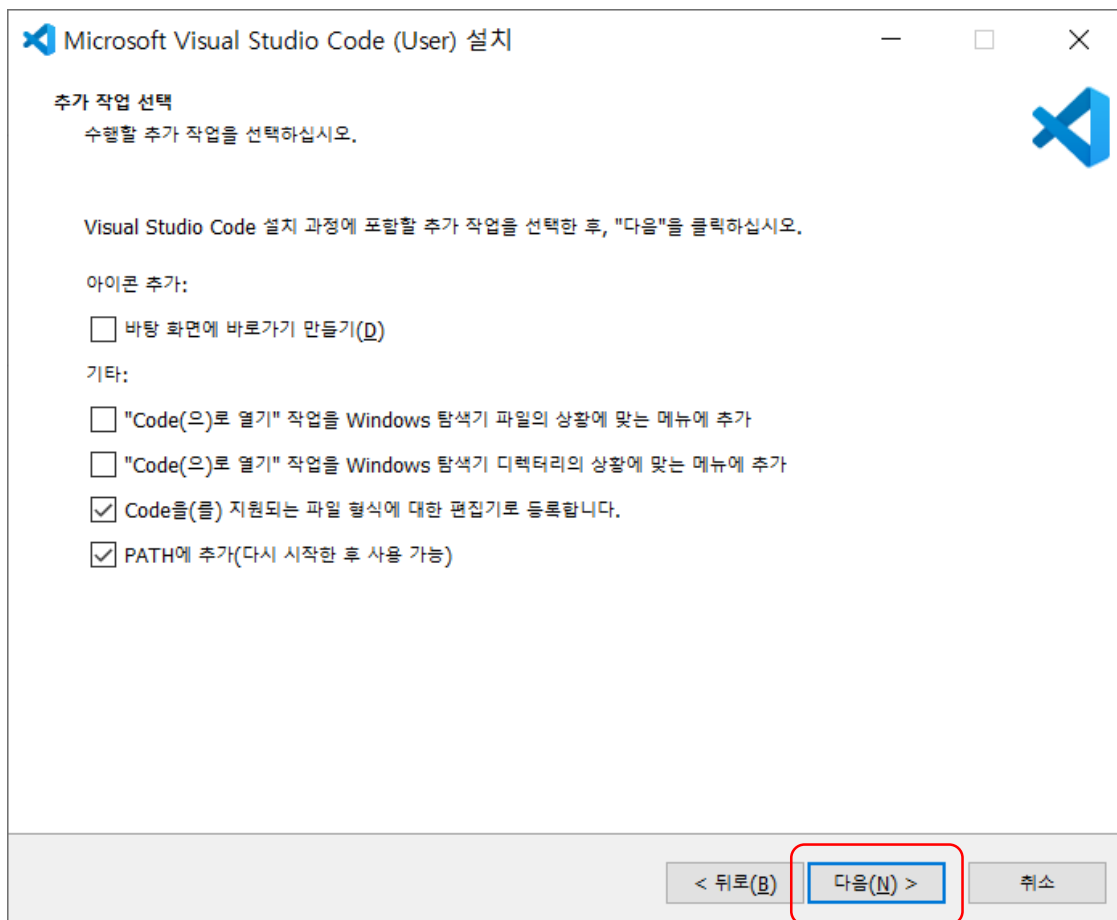 Microsoft Visual Studio Code (User) 설치
추가 작업 선택
수행할 추가 작업을 선택하십시오.
Visual Studio Code 설치 과정에 포함할 추가 작업을 선택한 후, "다음"을 클릭하십시오.
아이콘 추가:
바탕 화면에 바로가기 만들기(D)
기타:
"Code(으)로 열기" 작업을 Windows 탐색기 파일의 상황에 맞는 메뉴에 추가
"Code(으)로 열기" 작업을 Windows 탐색기 디렉터리의 상황에 맞는 메뉴에 추가
Code을(를) 지원되는 파일 형식에 대한 편집기로 등록합니다.
PATH에 추가(다시 시작한 후 사용 가능)
< 뒤로(B) 다음(N) > 취소